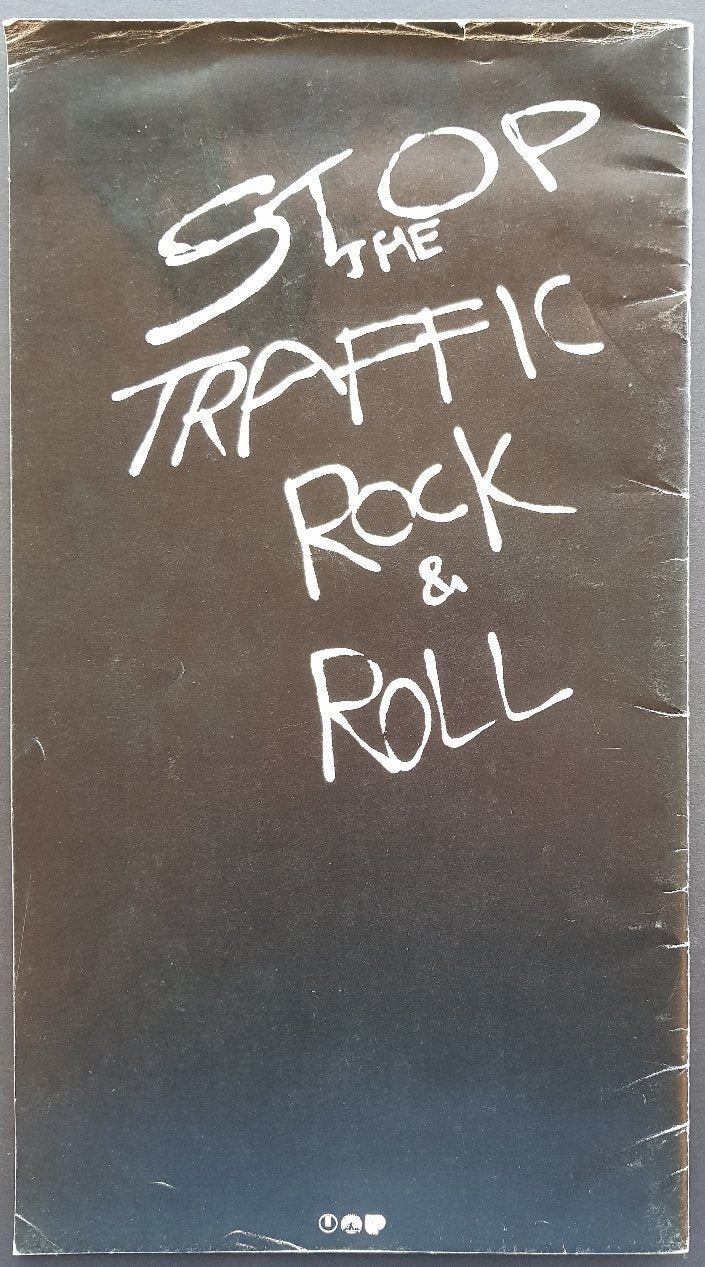 STOP
THE
TRAFFIC
ROCK
&
ROLL